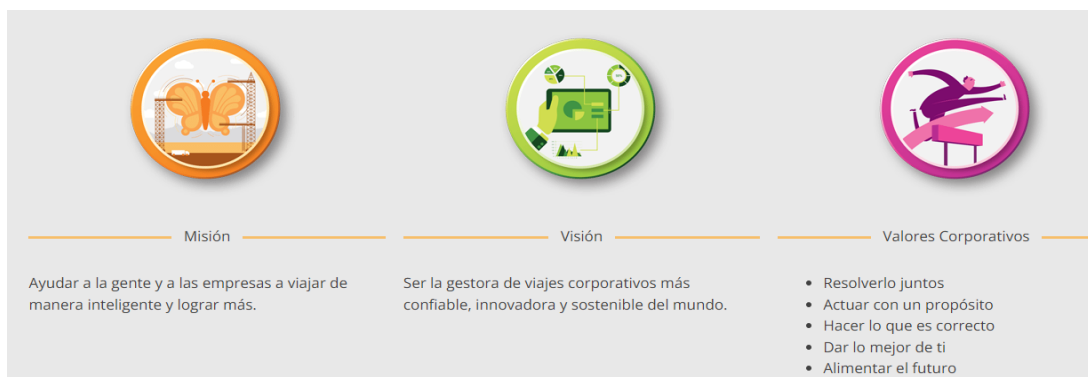 Misión
Ayudar a la gente y a las empresas a viajar de
manera inteligente y lograr más.
Visión
Ser la gestora de viajes corporativos más
confiable, innovadora y sostenible del mundo.
Valores Corporativos
• Resolverlo juntos
• Actuar con un propósito
• Hacer lo que es correcto
• Dar lo mejor de ti
• Alimentar el futuro